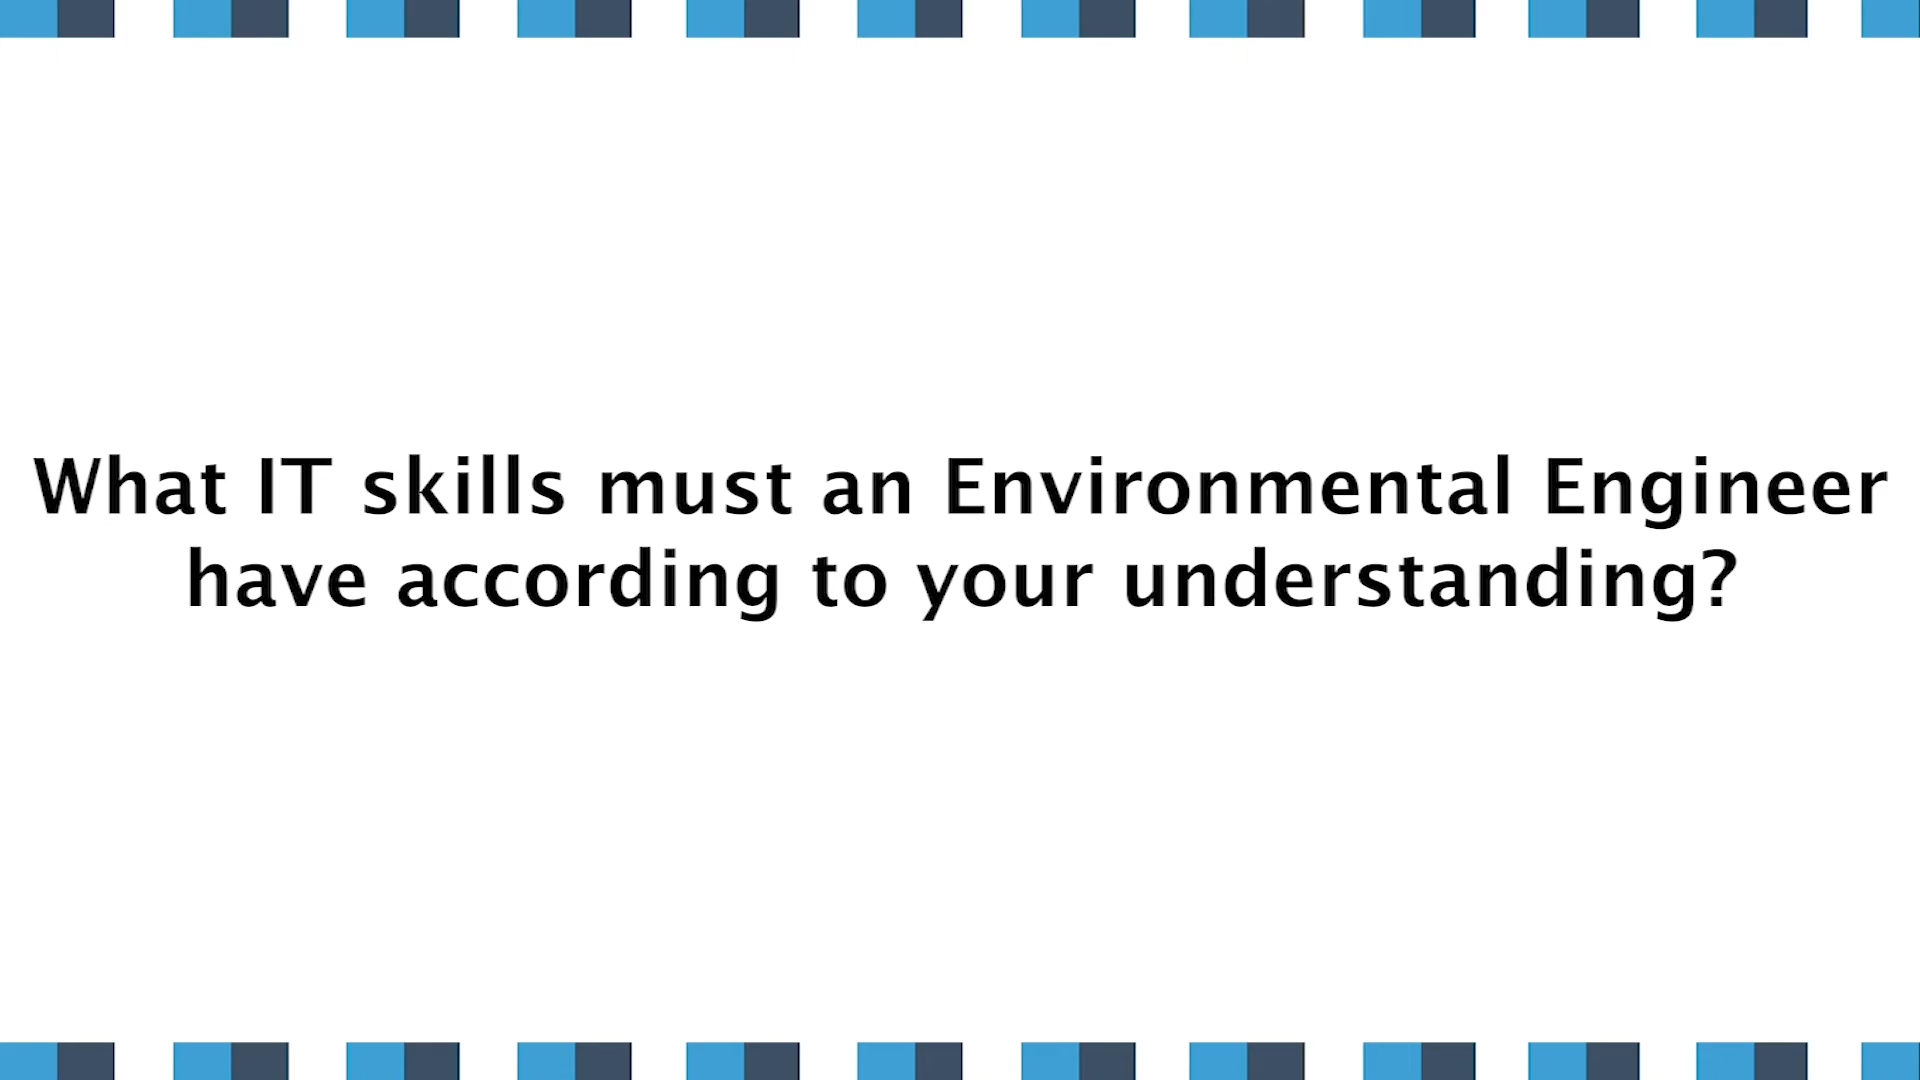 What IT skills must an Environmental Engineer
have according to your understanding?